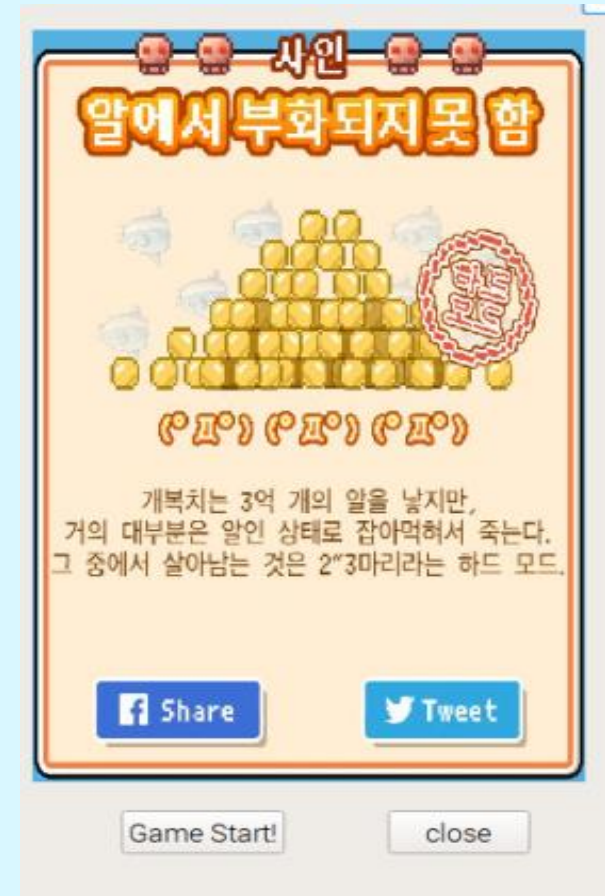 사인
알에서 부화되지 못 함
(°Д°) (°Д°) (°Д°)
개복치는 3억 개의 알을 낳지만,
거의 대부분은 알인 상태로 잡아먹혀서 죽는다.
그 중에서 살아남는 것은 2~3마리라는 하드 모드.
Share
Tweet
Game Start!
close